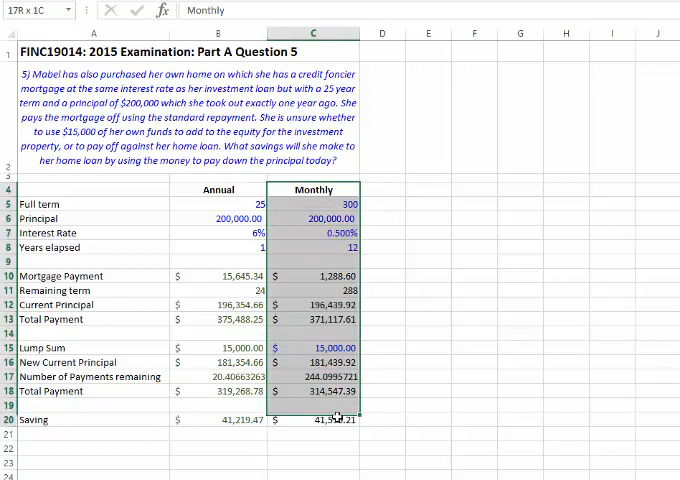 17R x 1C Monthly
A B C D E F G H I J
1 FINC19014: 2015 Examination: Part A Question 5
5) Mabel has also purchased her own home on which she has a credit foncier
mortgage at the same interest rate as her investment loan but with a 25 year
term and a principal of $200,000 which she took out exactly one year ago. She
pays the mortgage off using the standard repayment. She is unsure whether
to use $15,000 of her own funds to add to the equity for the investment
property, or to pay off against her home loan. What savings will she make to
2 her home loan by using the money to pay down the principal today?
3
4 Annual Monthly
5 Full term 25 300
6 Principal 200,000.00 200,000.00
7 Interest Rate 6% 0.500%
8 Years elapsed 1 12
9
10 Mortgage Payment $ 15,645.34 $ 1,288.60
11 Remaining term 24 288
12 Current Principal $ 196,354.66 $ 196,439.92
13 Total Payment $ 375,488.25 $ 371,117.61
14
15 Lump Sum $ 15,000.00 $ 15,000.00
16 New Current Principal $ 181,354.66 $ 181,439.92
17 Number of Payments remaining 20.40663263 244.0995721
18 Total Payment $ 319,268.78 $ 314,547.39
19
20 Saving $ 41,219.47 $
21
22
23
24